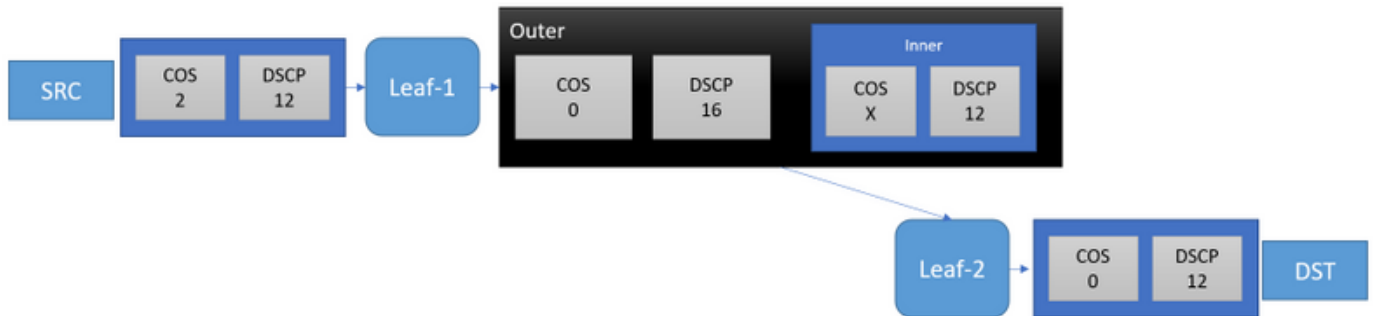 SRC
COS
2
DSCP
12
Leaf-1
Outer
COS
0
DSCP
16
Inner
COS
X
DSCP
12
Leaf-2
COS
0
DSCP
12
DST